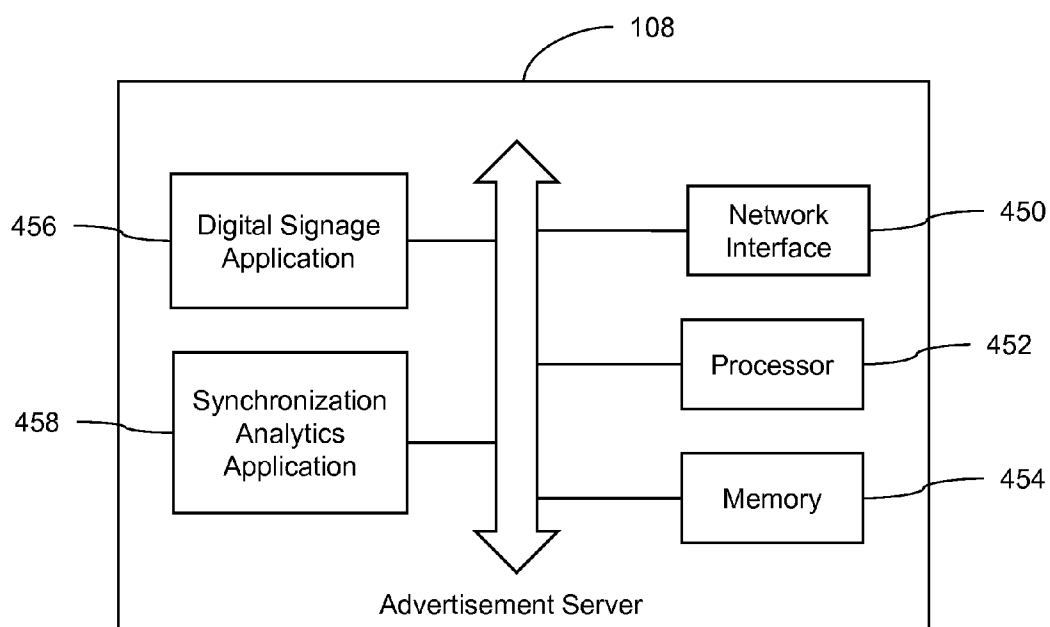 108
456
Digital Signage
Application
Network
Interface
450
Processor
452
458
Synchronization
Analytics
Application
Memory
454
Advertisement Server